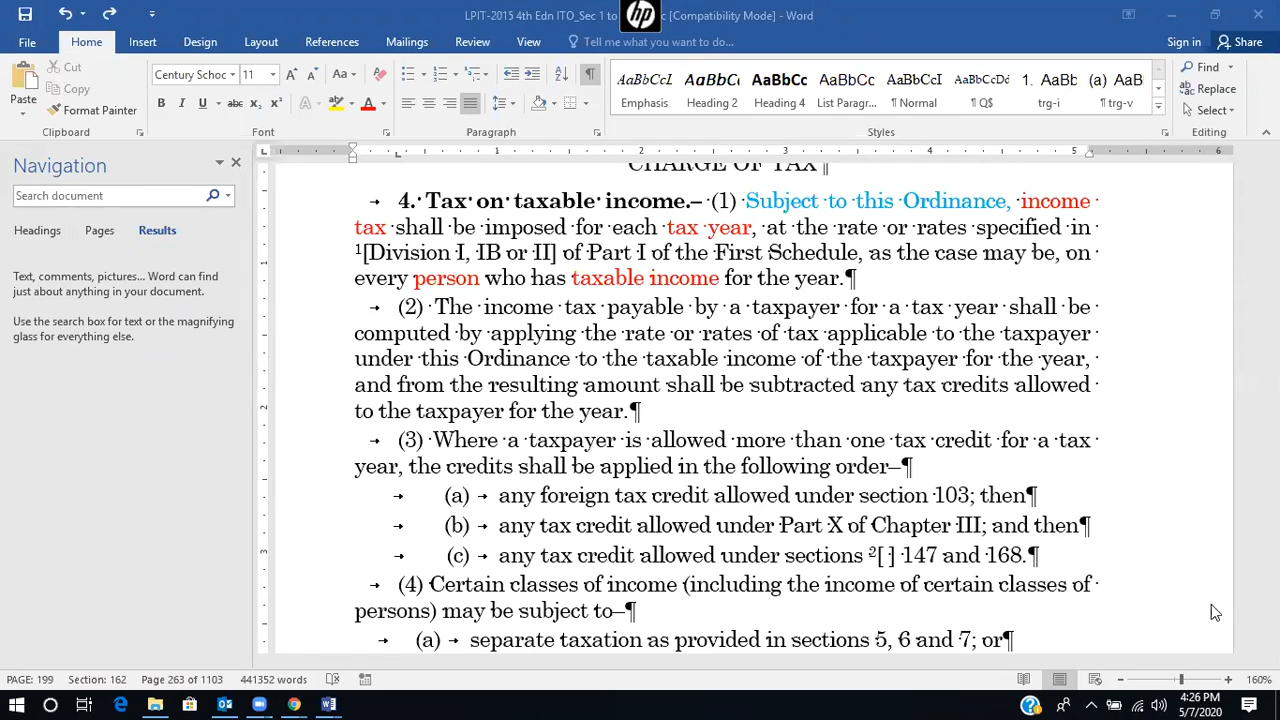 LPIT-2015 4th Edn ITO_Sec 1 to c [Compatibility Mode] - Word
hp
File Home Insert Design Layout References Mailings Review View Tell me what you want to do... Sign in Share
Paste Cut Copy Format Painter Clipboard
Century Schoc 11 A A Aa B I U abc x₂ x² A A Font
Paragraph
AaBbCcL AaBbC( AaBbCc AaBbCcI AaBbCcI AaBbCcDd 1. AaBb (a) AaB
Emphasis Heading 2 Heading List Paragr... ¶ Normal ¶ Q$ trg-i ¶ trg-v
Styles
Find Replace Select Editing
Navigation
Search document
Headings Pages Results
Text, comments, pictures... Word can find
just about anything in your document.
Use the search box for text or the magnifying
glass for everything else.
1 2 3 4 5 6
CHARGE OF TAX¶
4. Tax on taxable income.– (1) Subject to this Ordinance, income
tax shall be imposed for each tax year, at the rate or rates specified in
¹[Division I, IB or II] of Part I of the First Schedule, as the case may be, on
every person who has taxable income for the year.¶
(2) The income tax payable by a taxpayer for a tax year shall be
computed by applying the rate or rates of tax applicable to the taxpayer
under this Ordinance to the taxable income of the taxpayer for the year,
and from the resulting amount shall be subtracted any tax credits allowed
to the taxpayer for the year.¶
(3) Where a taxpayer is allowed more than one tax credit for a tax
year, the credits shall be applied in the following order–¶
(a) any foreign tax credit allowed under section 103; then¶
(b) any tax credit allowed under Part X of Chapter III; and then¶
(c) any tax credit allowed under sections ²[ ] 147 and 168.¶
(4) Certain classes of income (including the income of certain classes of
persons) may be subject to–¶
(a) separate taxation as provided in sections 5, 6 and 7; or¶
1
2
3
PAGE: 199 Section: 162 Page 263 of 1103 441352 words 160%
4:26 PM
5/7/2020